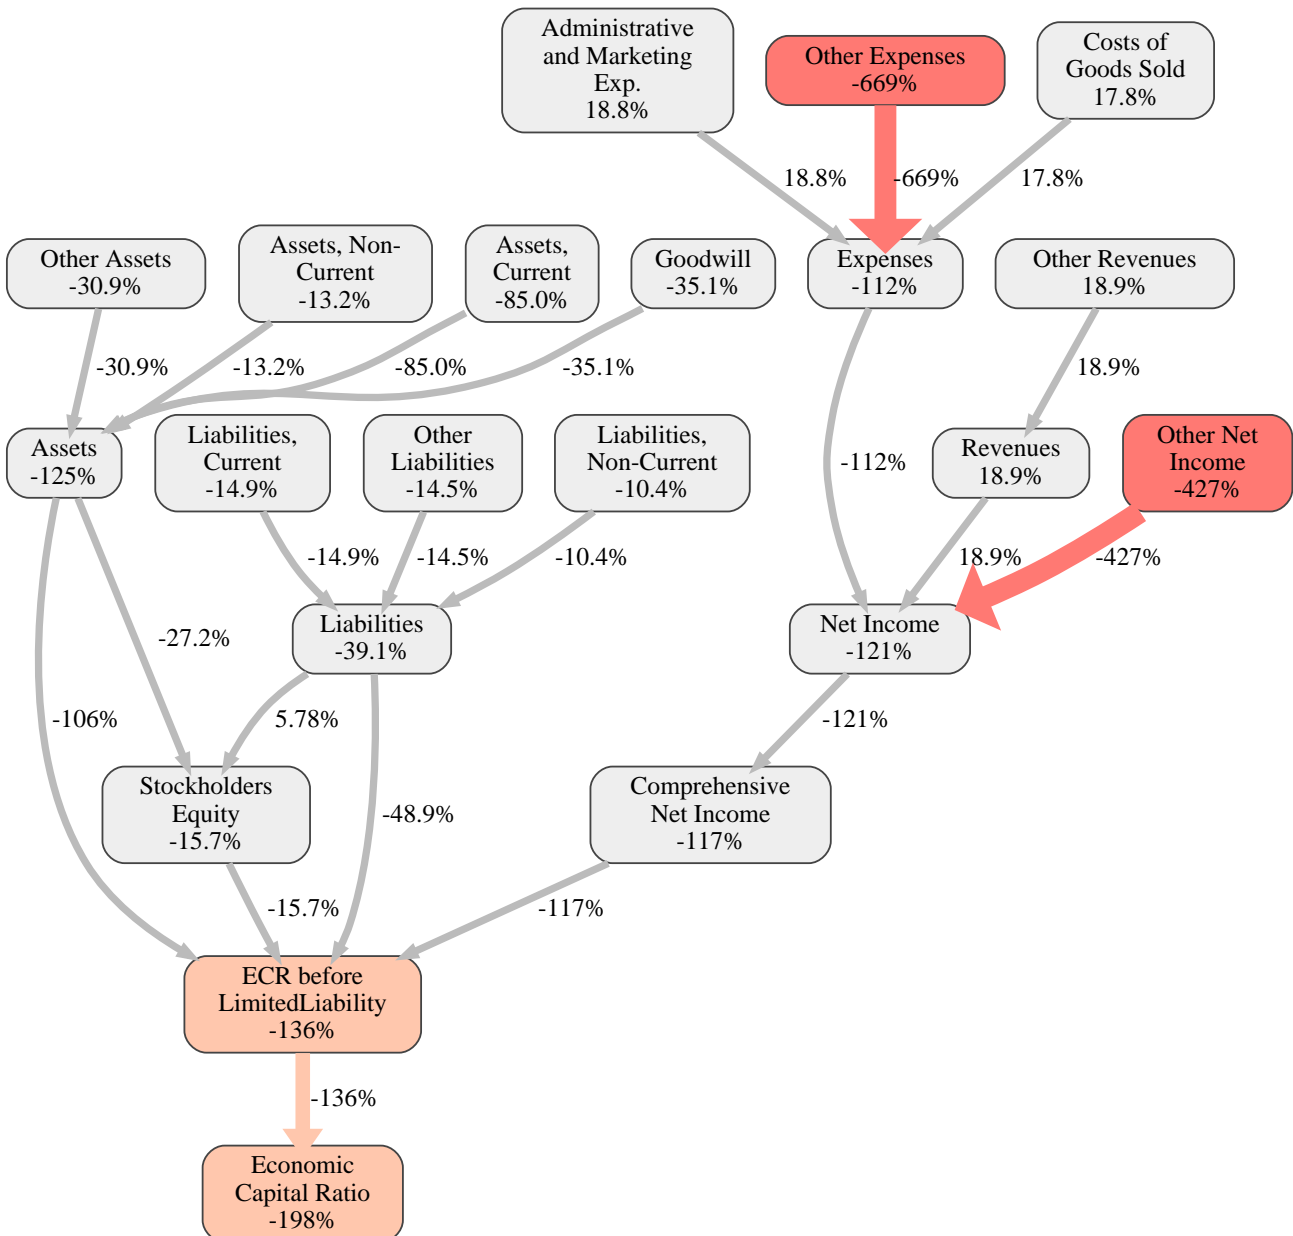 Administrative
and Marketing
Exp.
18.8%
Other Expenses
-669%
Costs of
Goods Sold
17.8%
18.8%
-669%
17.8%
Other Assets
-30.9%
Assets, Non-
Current
-13.2%
Assets,
Current
-85.0%
Goodwill
-35.1%
Expenses
-112%
Other Revenues
18.9%
-30.9%
-13.2%
-85.0%
-35.1%
18.9%
Assets
-125%
Liabilities,
Current
-14.9%
Other
Liabilities
-14.5%
Liabilities,
Non-Current
-10.4%
-112%
Revenues
18.9%
Other Net
Income
-427%
-14.9%
-14.5%
-10.4%
18.9%
-427%
-27.2%
Liabilities
-39.1%
Net Income
-121%
-106%
5.78%
-121%
Stockholders
Equity
-15.7%
-48.9%
Comprehensive
Net Income
-117%
-15.7%
-117%
ECR before
LimitedLiability
-136%
-136%
Economic
Capital Ratio
-198%